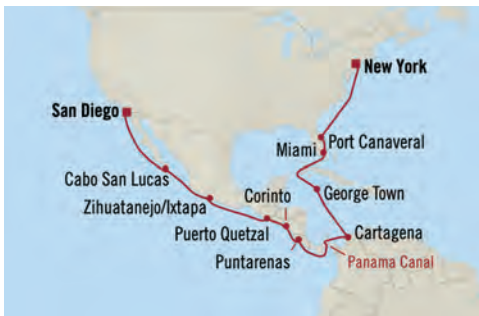 New York
San Diego
Port Canaveral
Miami
Cabo San Lucas
George Town
Corinto
Zihuatanejo/Ixtapa
Puerto Quetzal
Cartagena
Puntarenas
Panama Canal